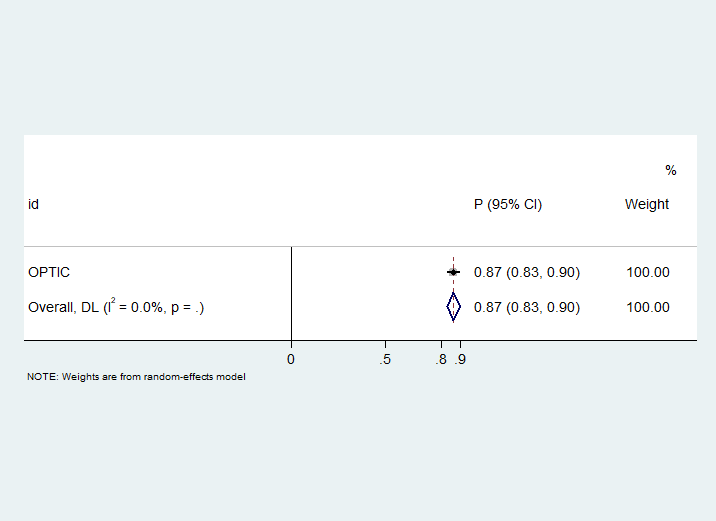 %
id P (95% CI) Weight
OPTIC 0.87 (0.83, 0.90) 100.00
Overall, DL (I² = 0.0%, p = .) 0.87 (0.83, 0.90) 100.00
0 .5 .8 .9
NOTE: Weights are from random-effects model